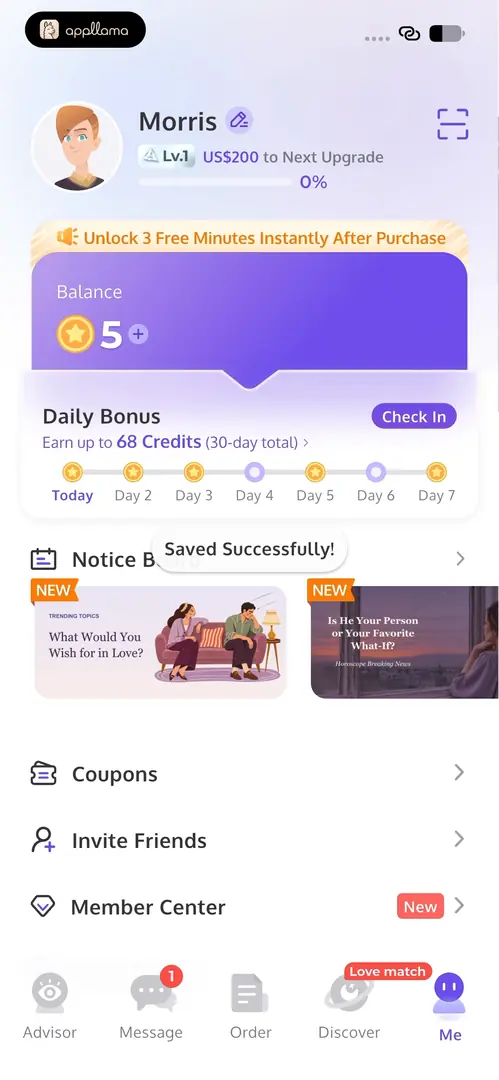 appllama
Morris
Lv.1 US$200 to Next Upgrade
0%
Unlock 3 Free Minutes Instantly After Purchase
Balance
5 +
Daily Bonus
Check In
Earn up to 68 Credits (30-day total) >
Today Day 2 Day 3 Day 4 Day 5 Day 6 Day 7
Saved Successfully!
Notice
NEW
TRENDING TOPICS
What Would You
Wish for in Love?
NEW
Is He Your Person
or Your Favorite
What-If?
Horoscope Breaking News
Coupons
Invite Friends
Member Center
New
1
Love match
Advisor Message Order Discover Me